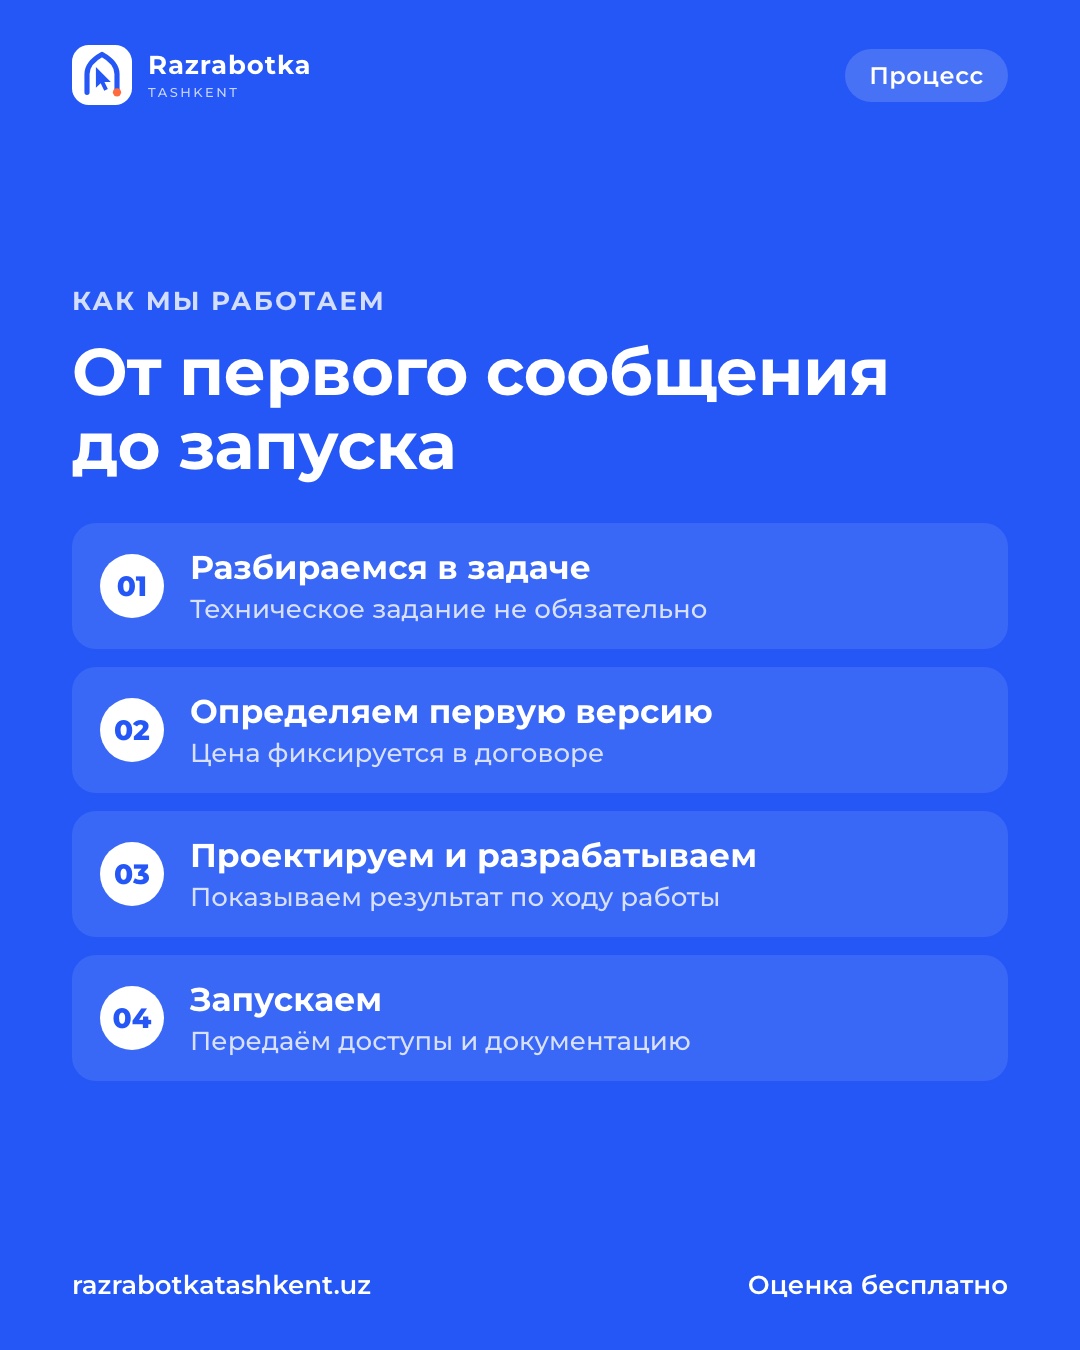 Razrabotka
TASHKENT
Процесс
КАК МЫ РАБОТАЕМ
От первого сообщения
до запуска
01
Разбираемся в задаче
Техническое задание не обязательно
02
Определяем первую версию
Цена фиксируется в договоре
03
Проектируем и разрабатываем
Показываем результат по ходу работы
04
Запускаем
Передаём доступы и документацию
razrabotkatashkent.uz
Оценка бесплатно